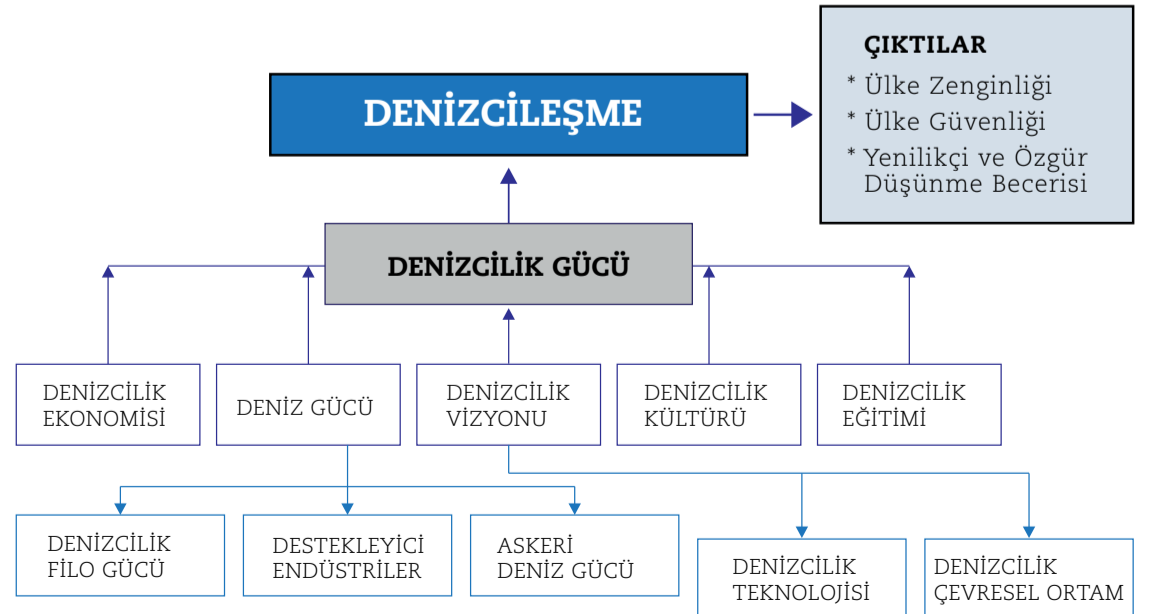 ÇIKTILAR
* Ülke Zenginliği
* Ülke Güvenliği
* Yenilikçi ve Özgür
Düşünme Becerisi
DENİZCİLEŞME
DENİZCİLİK GÜCÜ
DENİZCİLİK
EKONOMİSİ
DENİZ GÜCÜ
DENİZCİLİK
VİZYONU
DENİZCİLİK
KÜLTÜRÜ
DENİZCİLİK
EĞİTİMİ
DENİZCİLİK
FİLO GÜCÜ
DESTEKLEYİCİ
ENDÜSTRİLER
ASKERİ
DENİZ GÜCÜ
DENİZCİLİK
TEKNOLOJİSİ
DENİZCİLİK
ÇEVRESEL ORTAM